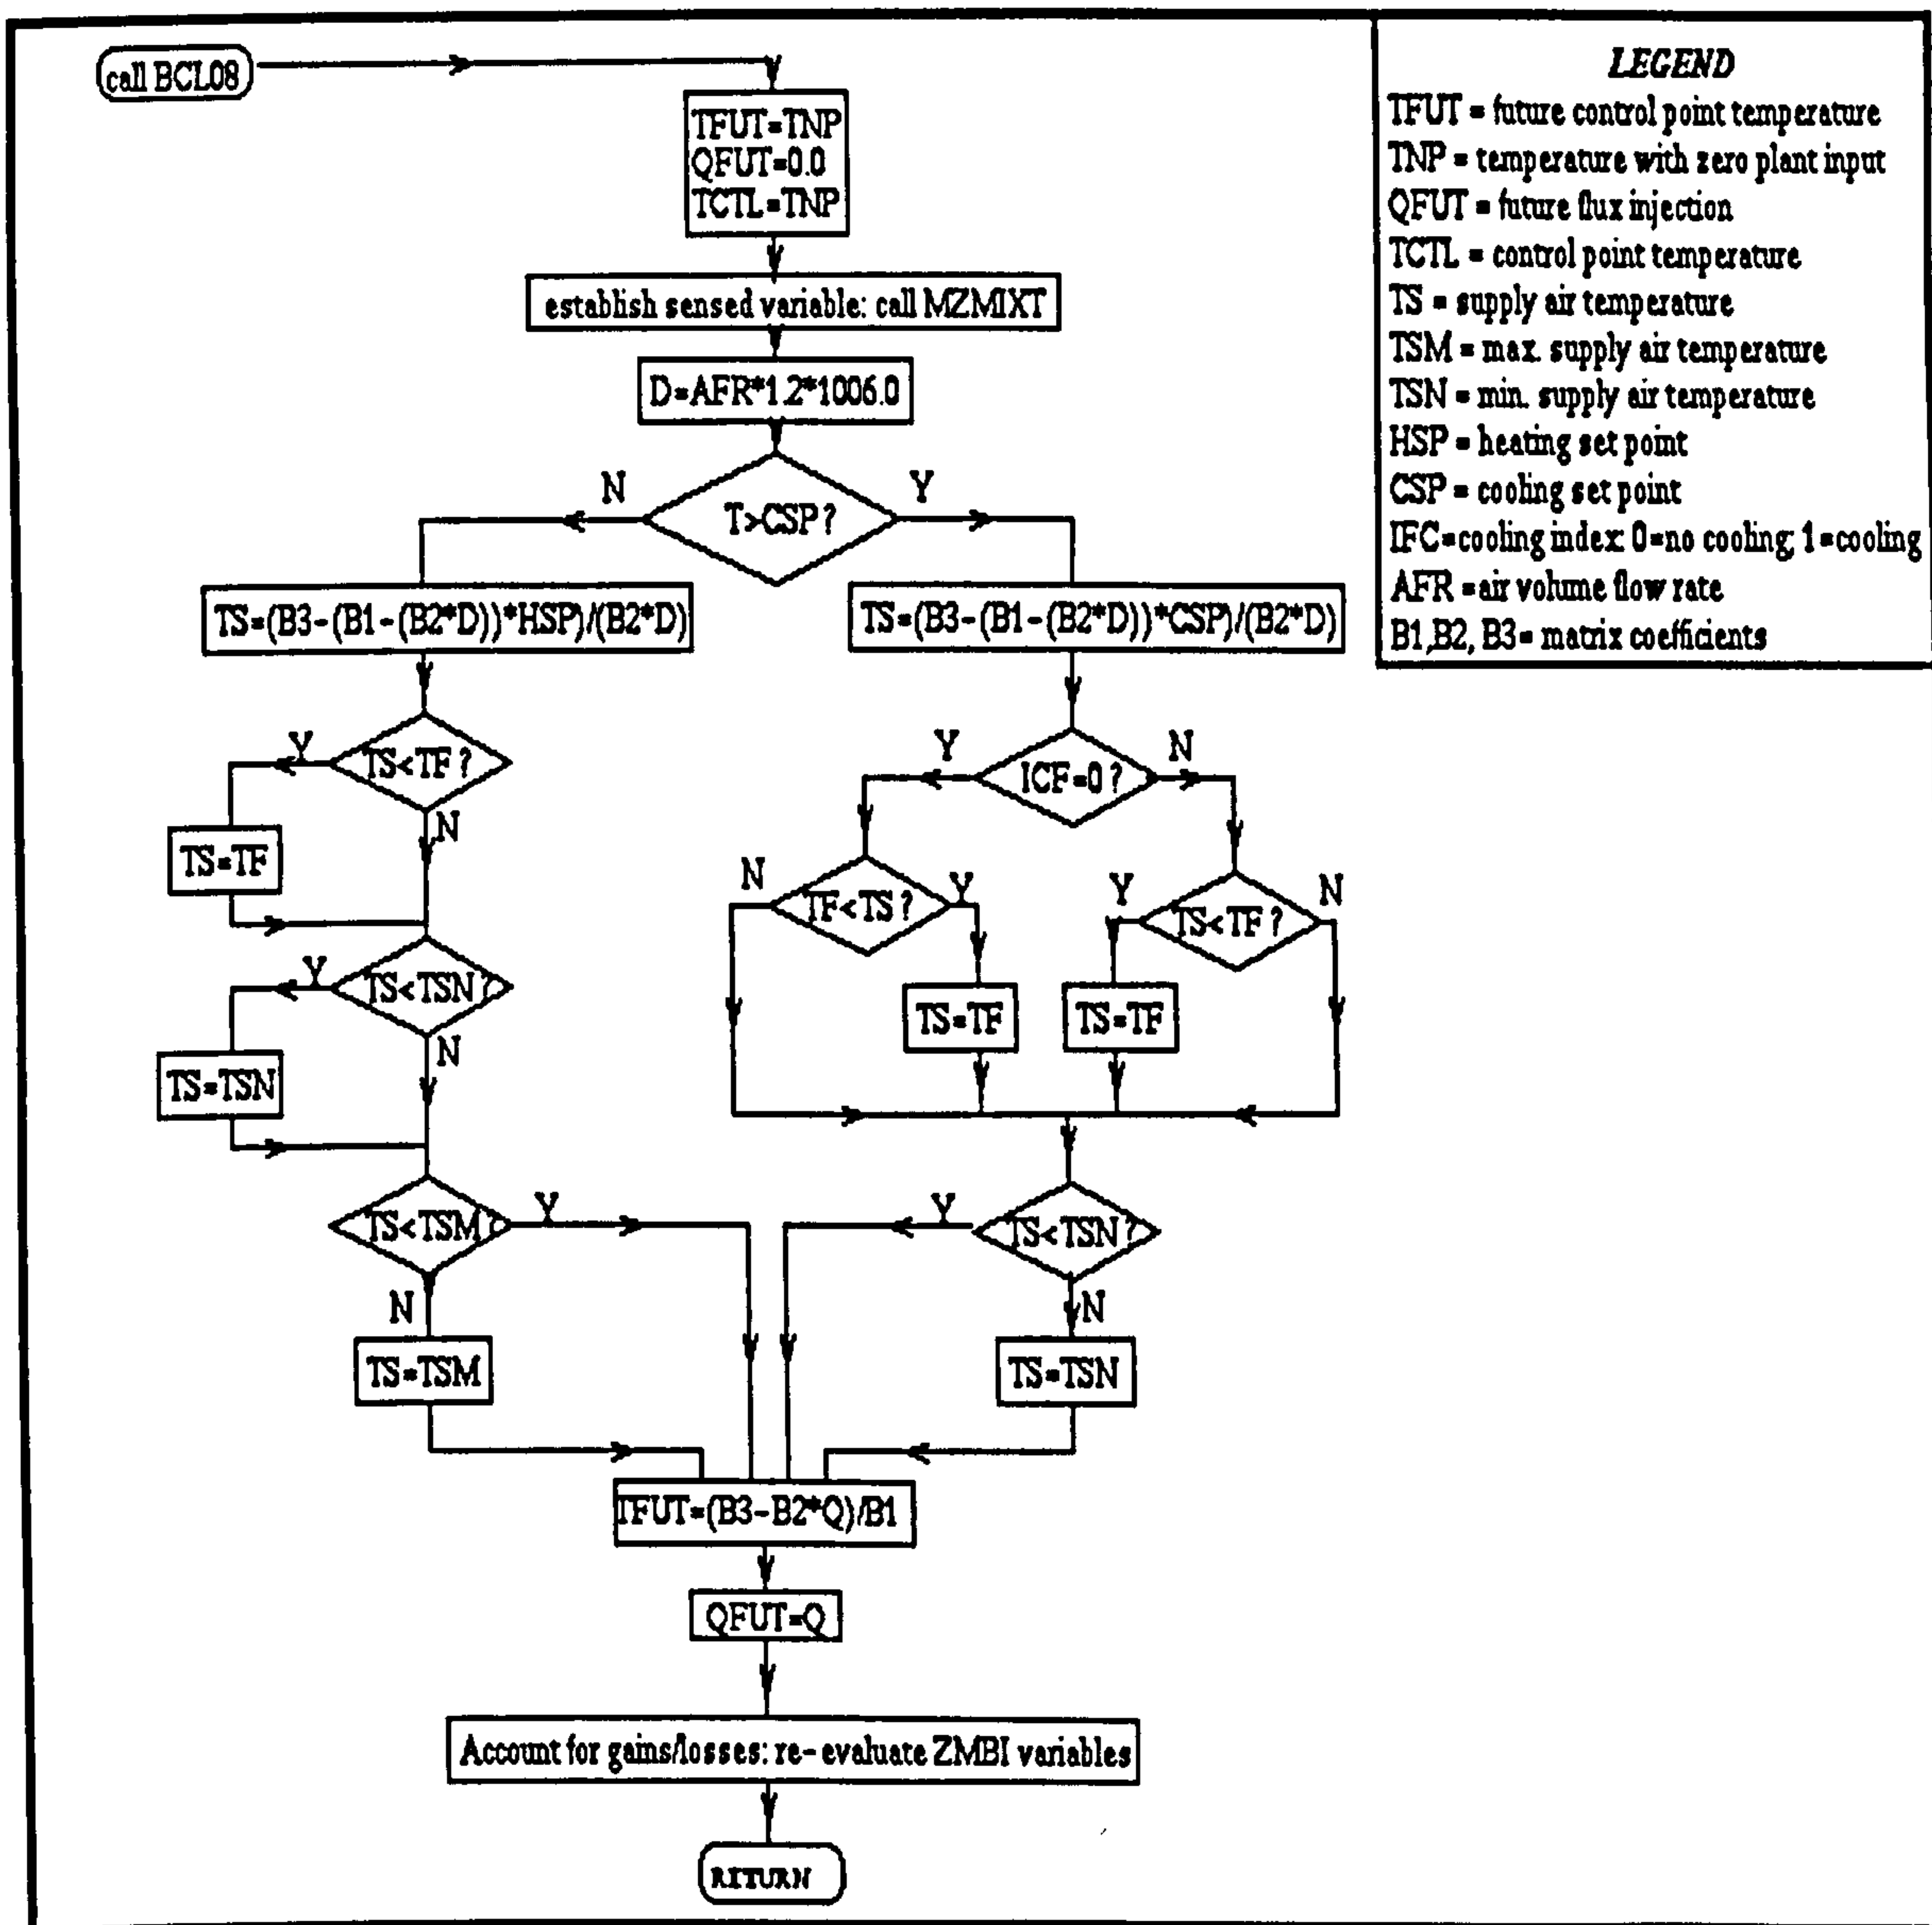 call BCL08
TFUT=TNP
QFUT=0.0
TCTL=TNP
establish sensed variable: call MZMIXT
D=AFR*1.2*1006.0
N
Y
T>CSP?
TS=(B3-(B1-(B2*D))*HSP)/(B2*D)
TS=(B3-(B1-(B2*D))*CSP)/(B2*D)
Y
TS<TF?
N
TS=TF
Y
ICF=0?
N
N
TF<TS?
Y
Y
TS<TF?
N
TS=TF
TS=TF
Y
TS<TSN?
N
TS=TSN
TS<TSM?
Y
N
TS=TSM
Y
TS<TSN?
N
TS=TSN
TFUT=(B3-B2*Q)/B1
QFUT=Q
Account for gains/losses: re-evaluate ZMBI variables
RETURN
LEGEND
TFUT = future control point temperature
TNP = temperature with zero plant input
QFUT = future flux injection
TCTL = control point temperature
TS = supply air temperature
TSM = max. supply air temperature
TSN = min. supply air temperature
HSP = heating set point
CSP = cooling set point
IFC=cooling index: 0=no cooling; 1=cooling
AFR =air volume flow rate
B1,B2, B3= matrix coefficients